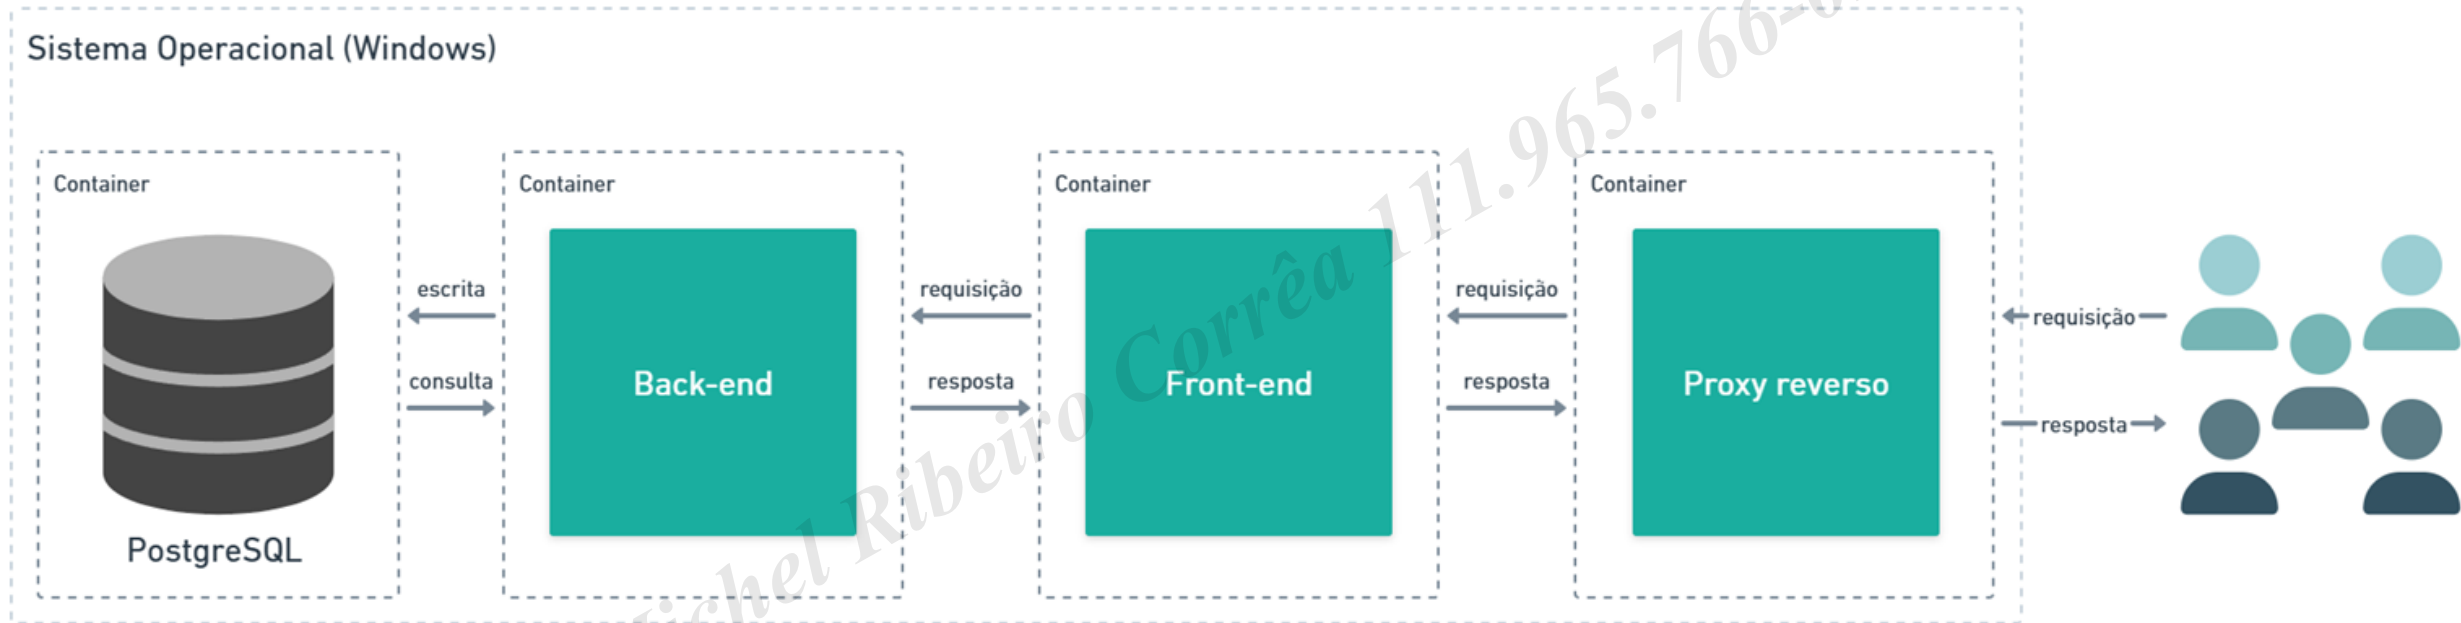 Sistema Operacional (Windows)
Container
Container
Container
Container
escrita
requisição
requisição
requisição
consulta
resposta
resposta
resposta
Back-end
Front-end
Proxy reverso
PostgreSQL
Ribeiro Corrêa 111.965.766-